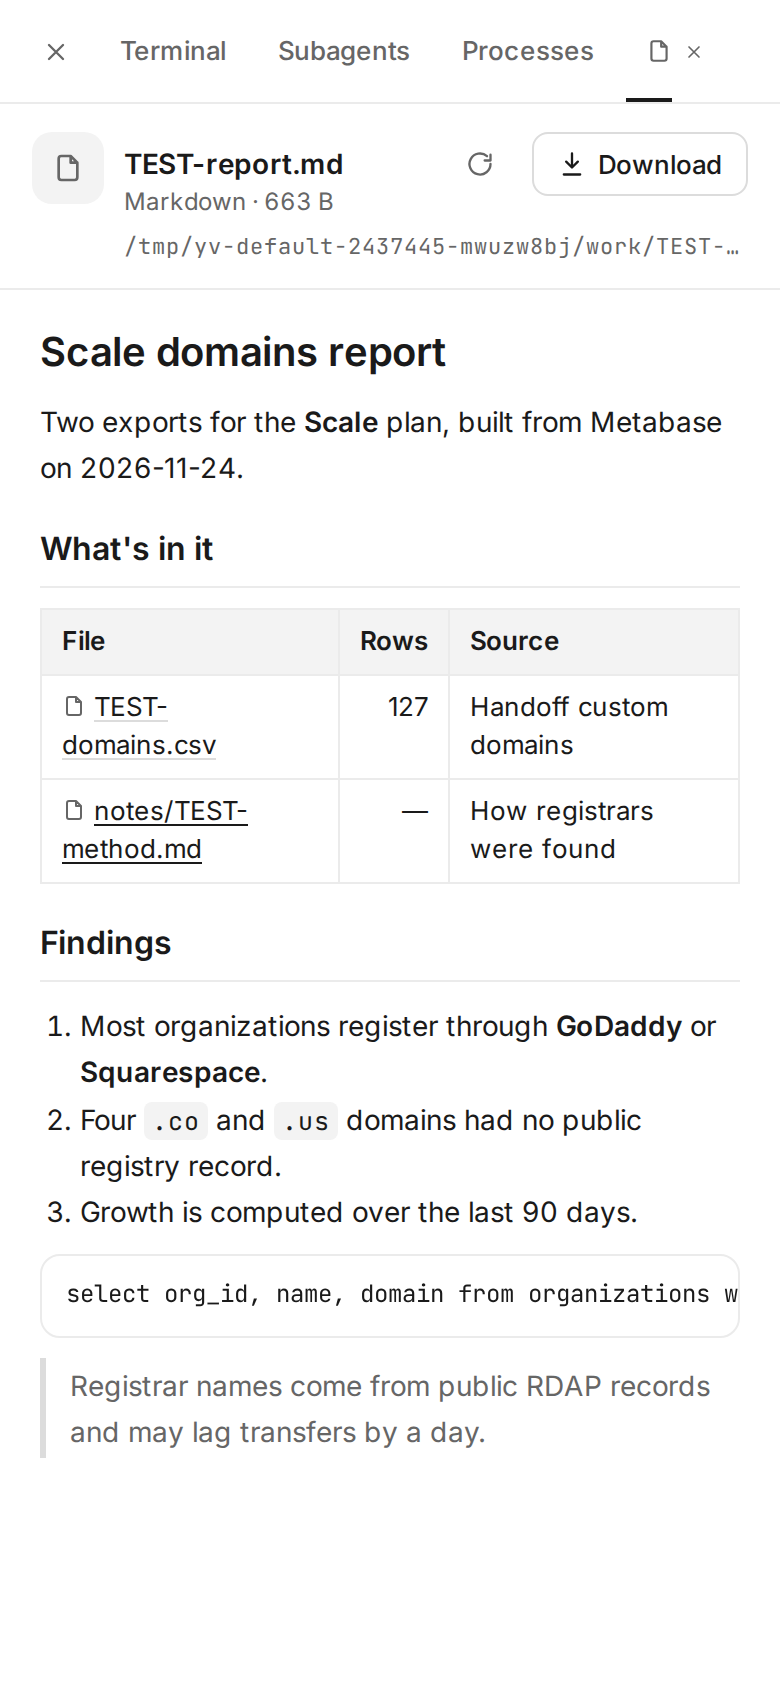 Terminal Subagents Processes
TEST-report.md
Download
Markdown · 663 B
/tmp/yv-default-2437445-mwuzw8bj/work/TEST-…
Scale domains report
Two exports for the Scale plan, built from Metabase
on 2026-11-24.
What's in it
File Rows Source
TEST- 127 Handoff custom
domains.csv domains
notes/TEST- — How registrars
method.md were found
Findings
1. Most organizations register through GoDaddy or
Squarespace.
2. Four .co and .us domains had no public
registry record.
3. Growth is computed over the last 90 days.
select org_id, name, domain from organizations w
Registrar names come from public RDAP records
and may lag transfers by a day.